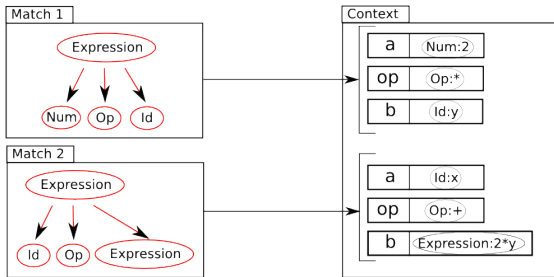 Match 1
Expression
Num Op Id
Match 2
Expression
Id Op Expression
Context
a Num:2
op Op:*
b Id:y
a Id:x
op Op:+
b Expression:2*y